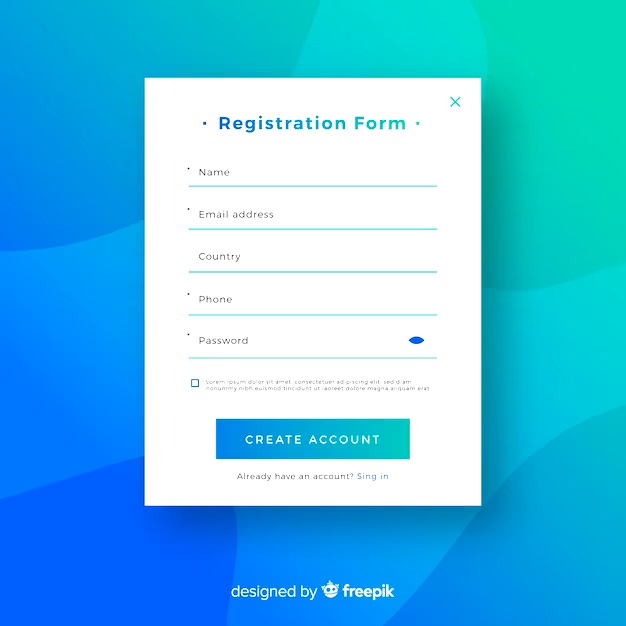 · Registration Form ·
* Name
* Email address
Country
* Phone
* Password
Lorem ipsum dolor sit amet, consectetuer ad piscing elit, sed diam
nonummy nibh euismod tincidunt ut laoreet dolore magna aliquam erat
CREATE ACCOUNT
Already have an account? Sing in
designed by freepik